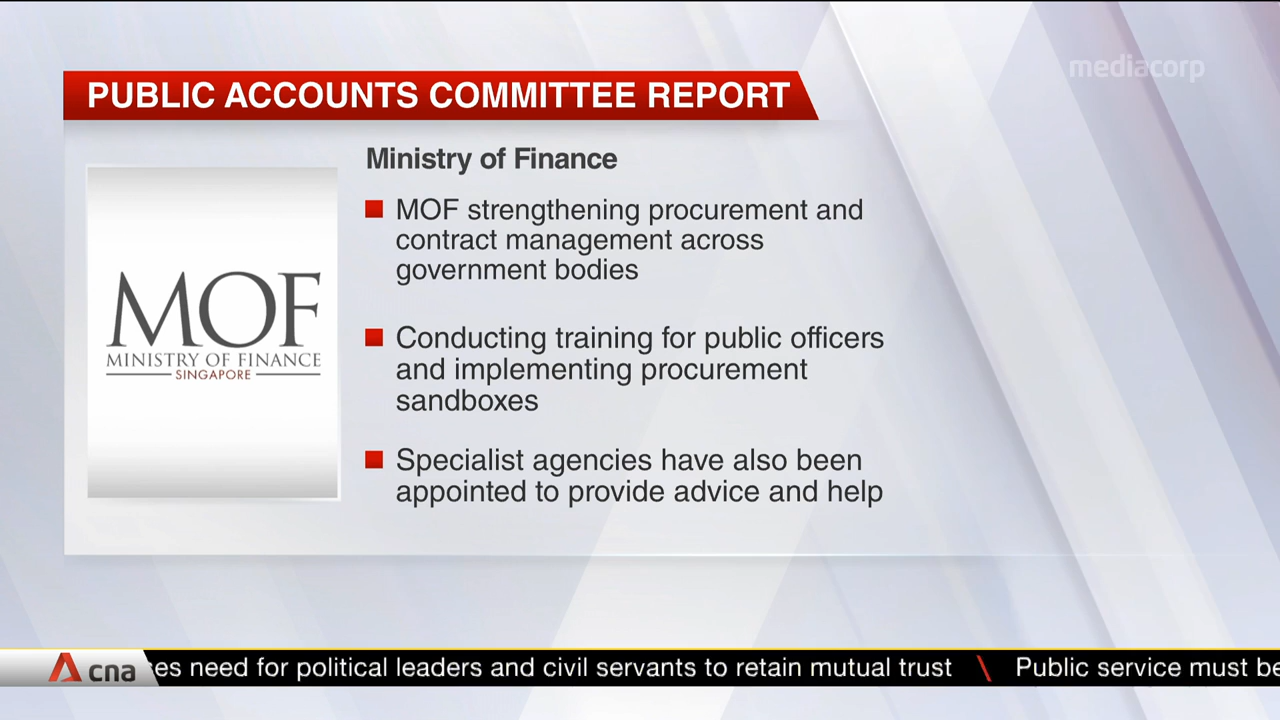 mediacorp
PUBLIC ACCOUNTS COMMITTEE REPORT
MOF
MINISTRY OF FINANCE
SINGAPORE
Ministry of Finance
MOF strengthening procurement and
contract management across
government bodies
Conducting training for public officers
and implementing procurement
sandboxes
Specialist agencies have also been
appointed to provide advice and help
cna
need for political leaders and civil servants to retain mutual trust \ Public service must be